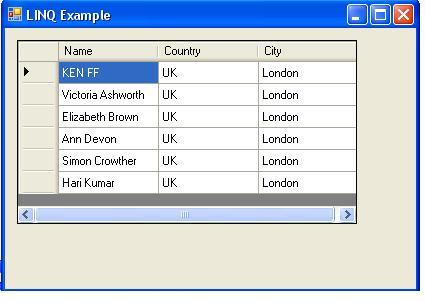 LINQ Example
Name Country City
KEN FF UK London
Victoria Ashworth UK London
Elizabeth Brown UK London
Ann Devon UK London
Simon Crowther UK London
Hari Kumar UK London